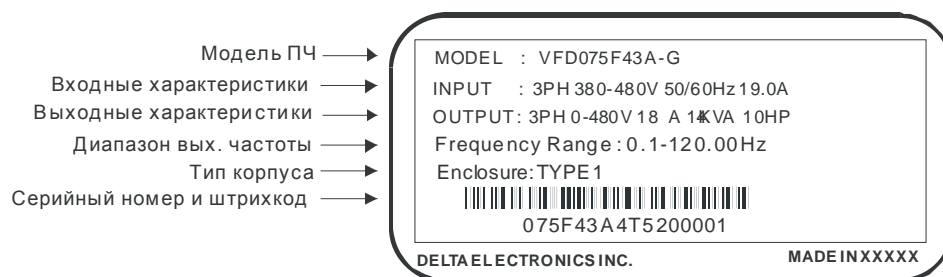 Модель ПЧ
Входные характеристики
Выходные характеристики
Диапазон вых. частоты
Тип корпуса
Серийный номер и штрихкод
MODEL : VFD075F43A-G
INPUT : 3PH 380-480V 50/60Hz 19.0A
OUTPUT: 3PH 0-480V 18 A 14KVA 10HP
Frequency Range: 0.1-120.00Hz
Enclosure: TYPE 1
075F43A4T5200001
DELTA ELECTRONICS INC.
MADE IN XXXXX